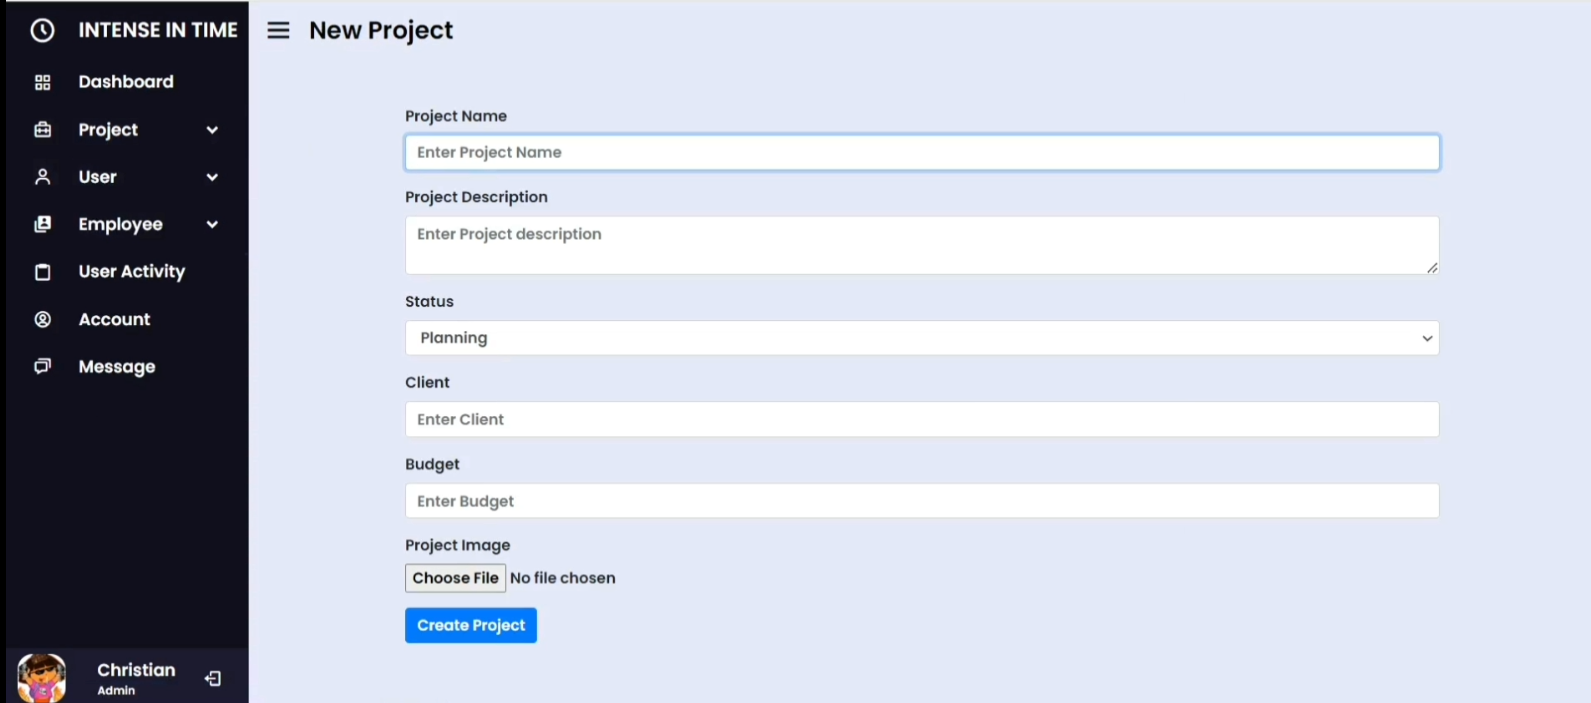 INTENSE IN TIME
Dashboard
Project
User
Employee
User Activity
Account
Message
Christian
Admin
New Project
Project Name
Enter Project Name
Project Description
Enter Project description
Status
Planning
Client
Enter Client
Budget
Enter Budget
Project Image
Choose File No file chosen
Create Project